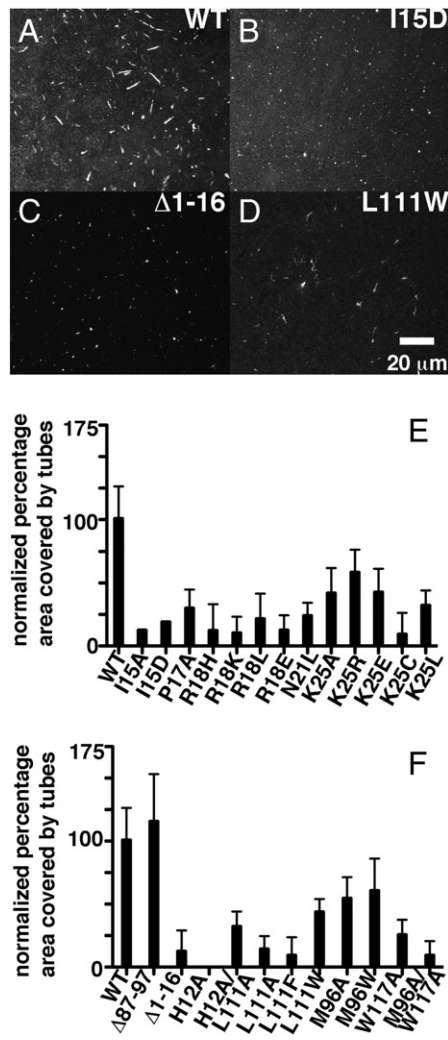 A WT
B I15D
C Δ1-16
D L111W
20 μm
E
normalized percentage
area covered by tubes
175
100
0
WT
I15A
I15D
P17A
R18H
R18K
R18L
R18E
N21L
K25A
K25R
K25E
K25C
K25L
F
normalized percentage
area covered by tubes
175
100
0
WT
Δ87-97
Δ1-16
H12A
H12A/
L111A
L111A
L111F
L111W
M96A
M96W
W117A
M96A/
W117A